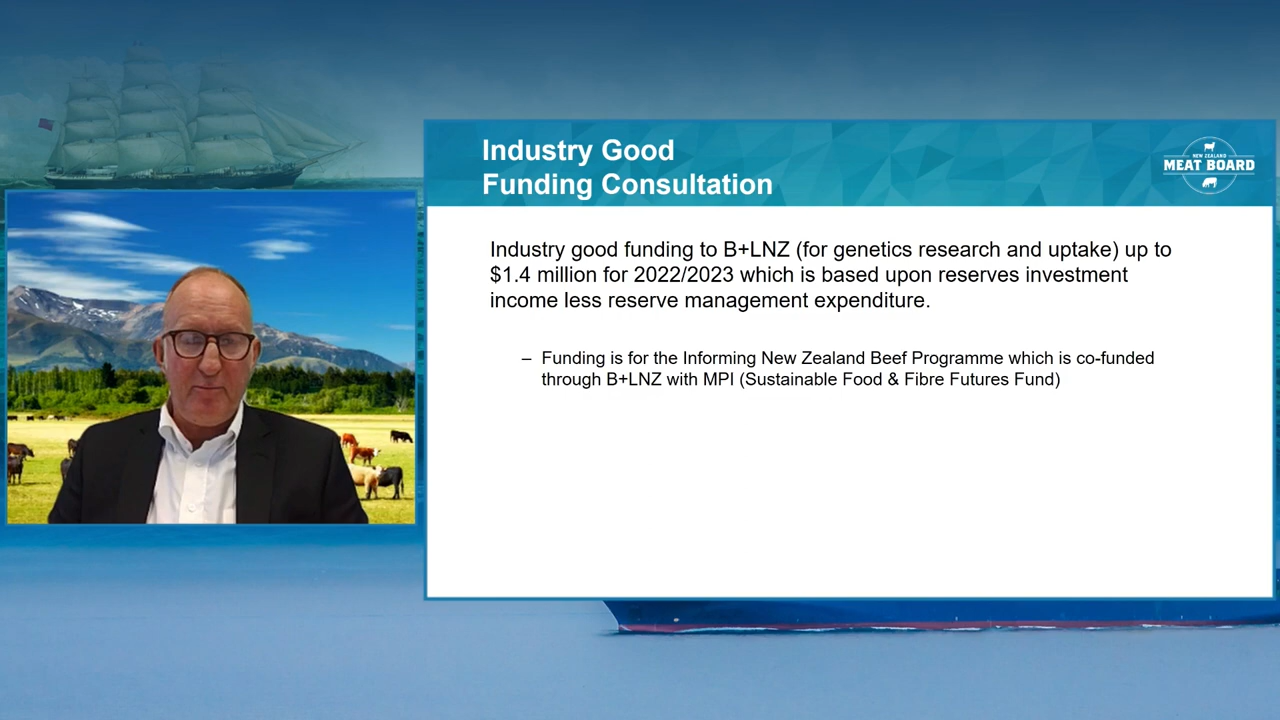 Industry Good
Funding Consultation
NEW ZEALAND
MEAT BOARD
Industry good funding to B+LNZ (for genetics research and uptake) up to
$1.4 million for 2022/2023 which is based upon reserves investment
income less reserve management expenditure.
– Funding is for the Informing New Zealand Beef Programme which is co-funded
through B+LNZ with MPI (Sustainable Food & Fibre Futures Fund)